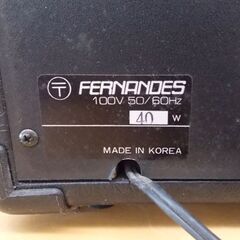 〒 FERNANDES
100V 50/60Hz
40 W
MADE IN KOREA